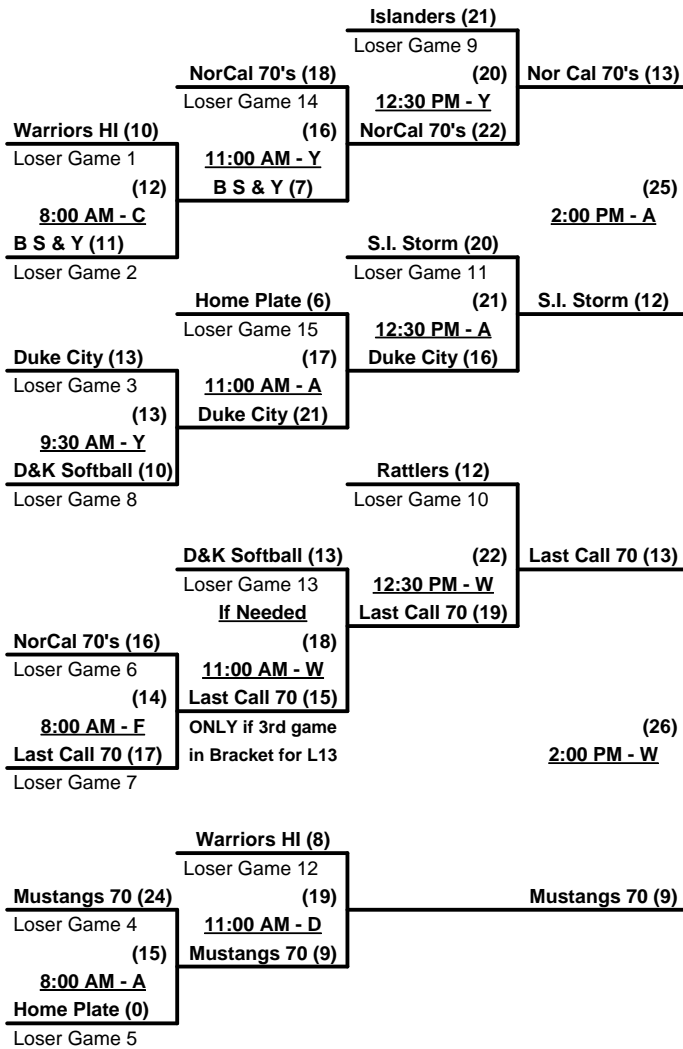 Islanders (21)
Loser Game 9
NorCal 70's (18)
(20)
Nor Cal 70's (13)
Loser Game 14
12:30 PM - Y
Warriors HI (10)
(16)
NorCal 70's (22)
Loser Game 1
11:00 AM - Y
(12)
B S & Y (7)
(25)
8:00 AM - C
2:00 PM - A
B S & Y (11)
S.I. Storm (20)
Loser Game 2
Loser Game 11
Home Plate (6)
(21)
S.I. Storm (12)
Loser Game 15
12:30 PM - A
Duke City (13)
(17)
Duke City (16)
Loser Game 3
11:00 AM - A
(13)
Duke City (21)
9:30 AM - Y
D&K Softball (10)
Rattlers (12)
Loser Game 8
Loser Game 10
D&K Softball (13)
(22)
Last Call 70 (13)
Loser Game 13
12:30 PM - W
If Needed
Last Call 70 (19)
NorCal 70's (16)
(18)
Loser Game 6
11:00 AM - W
(14)
Last Call 70 (15)
8:00 AM - F
ONLY if 3rd game
(26)
Last Call 70 (17)
in Bracket for L13
2:00 PM - W
Loser Game 7
Warriors HI (8)
Loser Game 12
Mustangs 70 (24)
(19)
Mustangs 70 (9)
Loser Game 4
11:00 AM - D
(15)
Mustangs 70 (9)
8:00 AM - A
Home Plate (0)
Loser Game 5